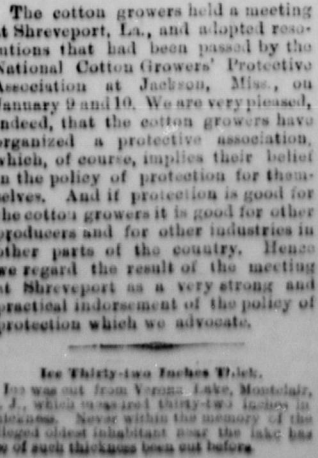 The cotton growers held a meeting
at Shreveport, La., and adopted reso-
utions that had been passed by the
National Cotton Growers' Protective
Association at Jackson, Miss., on
January 9 and 10. We are very pleased,
indeed, that the cotton growers have
organized a protective association,
which, of course, implies their belief
in the policy of protection for them-
selves. And if protection is good for
the cotton growers it is good for other
producers and for other industries in
other parts of the country. Hence
we regard the result of the meeting
at Shreveport as a very strong and
practical indorsement of the policy of
protection which we advocate.
Ice Thirty-two Inches Thick.
Ice was cut from Verona Lake, Montclair,
J., which measured thirty-two inches in
hickness. Never within the memory of the
lleged oldest inhabitant near the lake has
of such thickness been cut before.